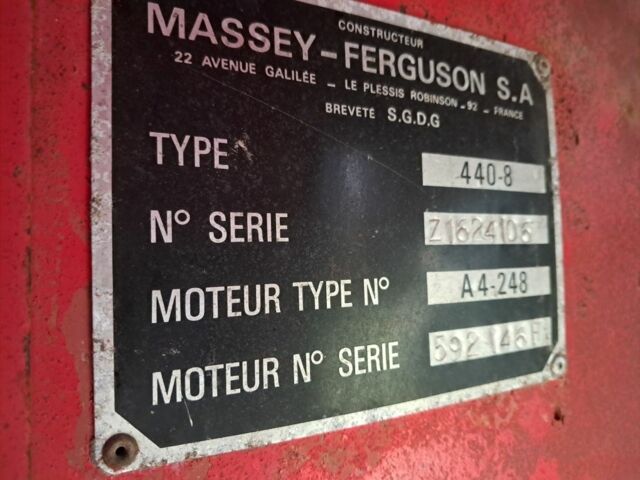 CONSTRUCTEUR
MASSEY-FERGUSON S.A
22 AVENUE GALILÉE - LE PLESSIS ROBINSON - 92 - FRANCE
BREVETÉ S.G.D.G
TYPE 440-8
N° SERIE Z1624106
MOTEUR TYPE N° A4-248
MOTEUR N° SERIE